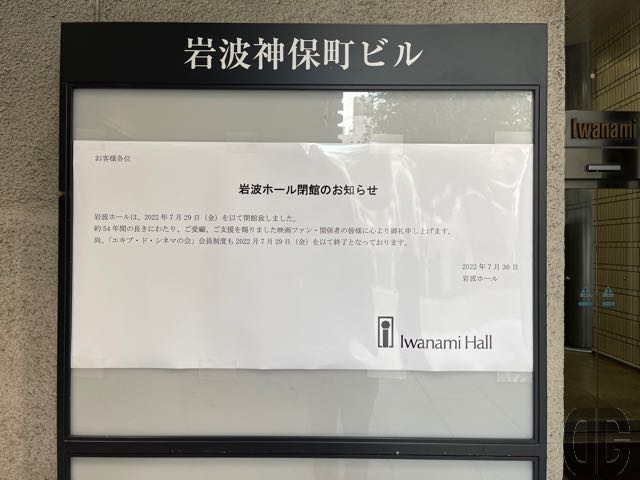 岩波神保町ビル
Iwanami
お客様各位
岩波ホール閉館のお知らせ
岩波ホールは、2022年7月29日(金)を以て閉館致しました。
約54年間の長きにわたり、ご愛顧、ご支援を賜りました映画ファン・関係者の皆様に心より御礼申し上げます。
尚、「エキプ・ド・シネマの会」会員制度も2022月7月29日(金)を以て終了となっております。
2022年7月30日
岩波ホール
Iwanami Hall